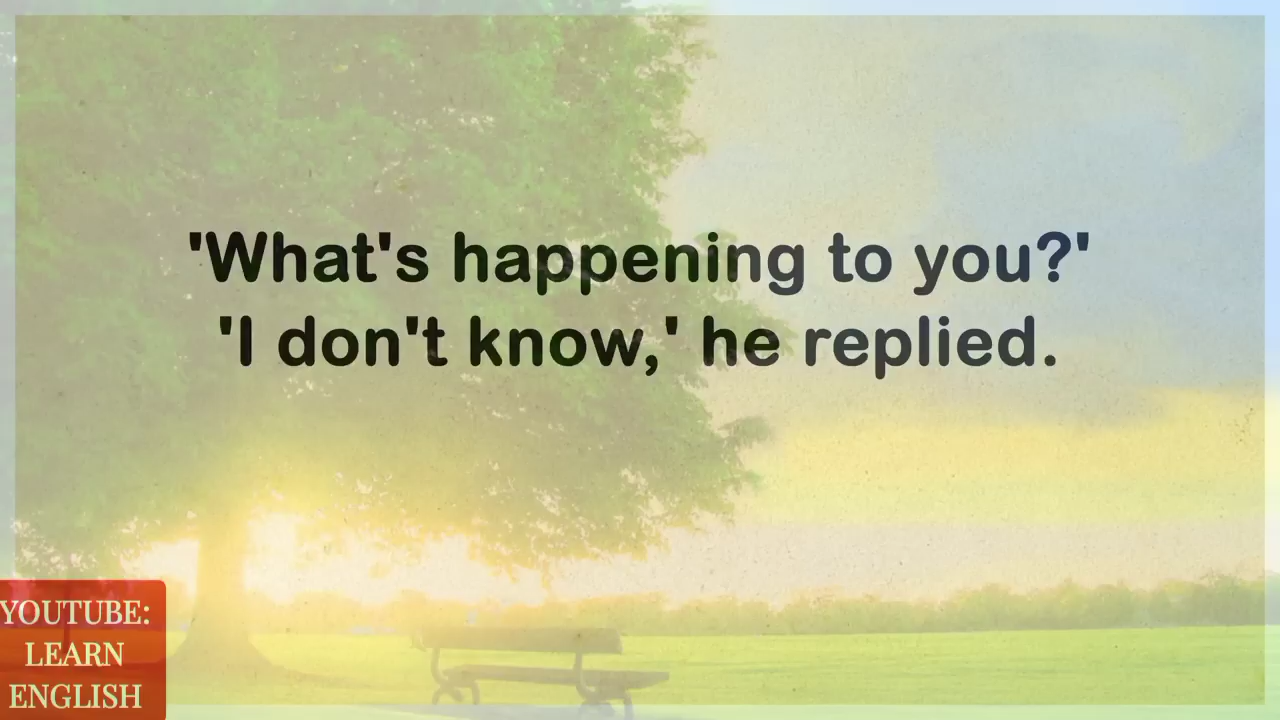 'What's happening to you?'
'I don't know,' he replied.
YOUTUBE:
LEARN
ENGLISH